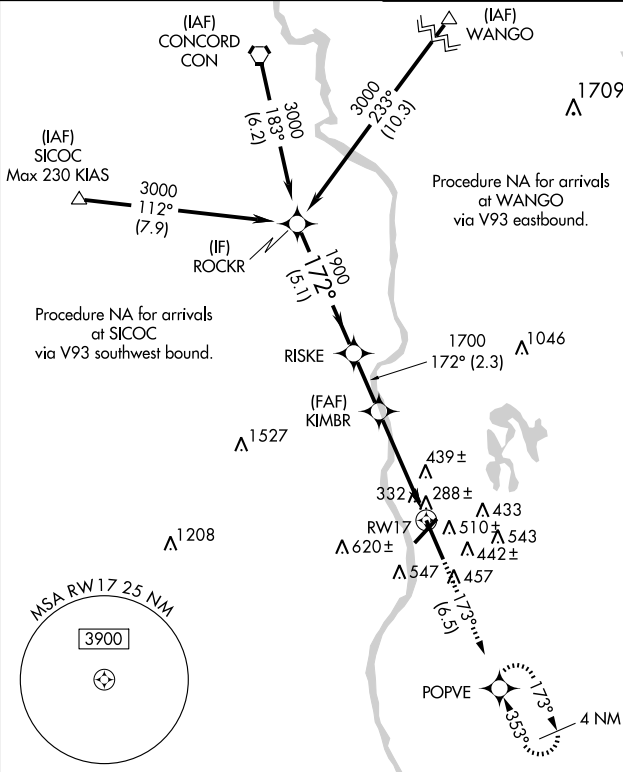 (IAF)
CONCORD
CON
(IAF)
WANGO
1709
3000
183°
(6.2)
3000
233°
(10.3)
(IAF)
SICOC
Max 230 KIAS
3000
112°
(7.9)
Procedure NA for arrivals
at WANGO
via V93 eastbound.
(IF)
ROCKR
1900
172°
(5.1)
Procedure NA for arrivals
at SICOC
via V93 southwest bound.
RISKE
1700
172° (2.3)
1046
(FAF)
KIMBR
1527
439±
332
288±
433
RW17
510±
543
1208
620±
442±
547
457
MSA RW17 25 NM
3900
173°
(6.5)
POPVE
173°
353°
4 NM